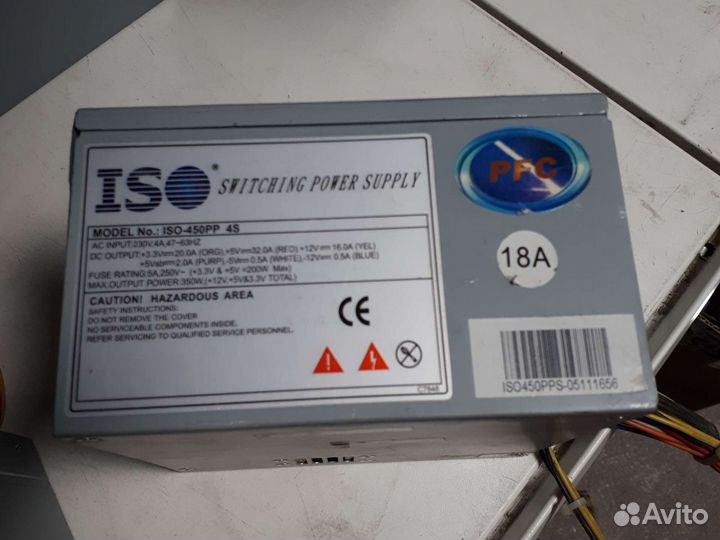 ISO® SWITCHING POWER SUPPLY
MODEL No.: ISO-450PP 4S
AC INPUT:230V,4A,47~63HZ
DC OUTPUT:+3.3V⎓20.0A (ORG),+5V⎓32.0A (RED),+12V⎓16.0A (YEL)
+5Vsb⎓2.0A (PURP),-5V⎓0.5A (WHITE),-12V⎓0.5A (BLUE)
FUSE RATING:5A,250V~ (+3.3V & +5V =200W Max)
MAX.OUTPUT POWER:350W,(+12V,+5V&3.3V TOTAL)
CAUTION! HAZARDOUS AREA
SAFETY INSTRUCTIONS:
DO NOT REMOVE THE COVER
NO SERVICEABLE COMPONENTS INSIDE.
REFER SERVICING TO QUALIFIED SERVICE PERSONNEL.
CE
C7948
PFC
18A
ISO450PPS-05111656
Avito